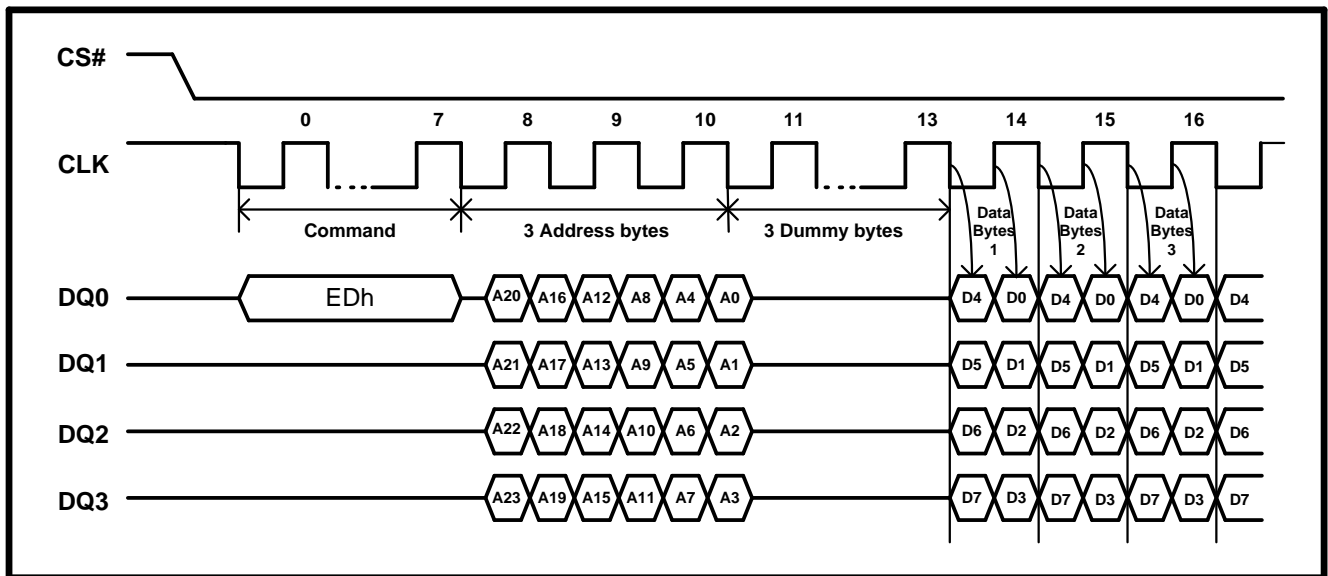 CS#
0 7 8 9 10 11 13 14 15 16
CLK
Command 3 Address bytes 3 Dummy bytes
Data Bytes 1
Data Bytes 2
Data Bytes 3
DQ0 EDh A20 A16 A12 A8 A4 A0 D4 D0 D4 D0 D4 D0 D4
DQ1 A21 A17 A13 A9 A5 A1 D5 D1 D5 D1 D5 D1 D5
DQ2 A22 A18 A14 A10 A6 A2 D6 D2 D6 D2 D6 D2 D6
DQ3 A23 A19 A15 A11 A7 A3 D7 D3 D7 D3 D7 D3 D7